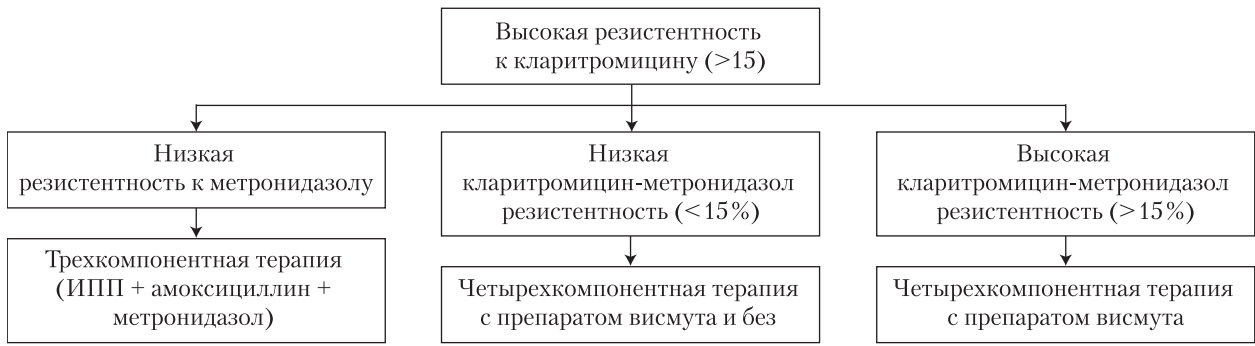 Высокая резистентность
к кларитромицину (>15)
Низкая
резистентность к метронидазолу
Низкая
кларитромицин-метронидазол
резистентность (<15%)
Высокая
кларитромицин-метронидазол
резистентность (>15%)
Трехкомпонентная терапия
(ИПП + амоксициллин +
метронидазол)
Четырехкомпонентная терапия
с препаратом висмута и без
Четырехкомпонентная терапия
с препаратом висмута